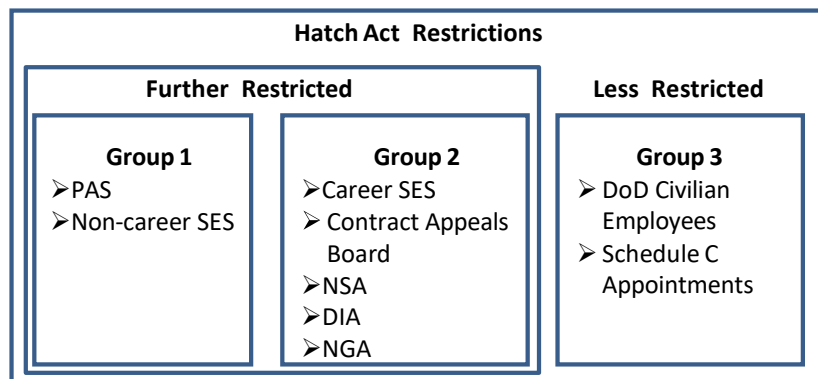 Hatch Act Restrictions
Further Restricted
Less Restricted
Group 1
➢PAS
➢Non-career SES
Group 2
➢Career SES
➢ Contract Appeals
Board
➢NSA
➢DIA
➢NGA
Group 3
➢ DoD Civilian
Employees
➢ Schedule C
Appointments